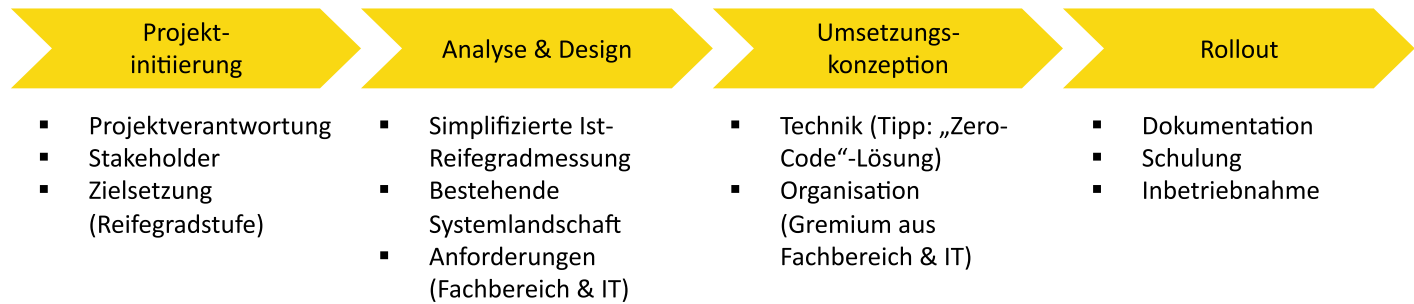 Projekt-
initiierung
Analyse & Design
Umsetzungs-
konzeption
Rollout
▪ Projektverantwortung
▪ Stakeholder
▪ Zielsetzung
(Reifegradstufe)
▪ Simplifizierte Ist-
Reifegradmessung
▪ Bestehende
Systemlandschaft
▪ Anforderungen
(Fachbereich & IT)
▪ Technik (Tipp: „Zero-
Code“-Lösung)
▪ Organisation
(Gremium aus
Fachbereich & IT)
▪ Dokumentation
▪ Schulung
▪ Inbetriebnahme